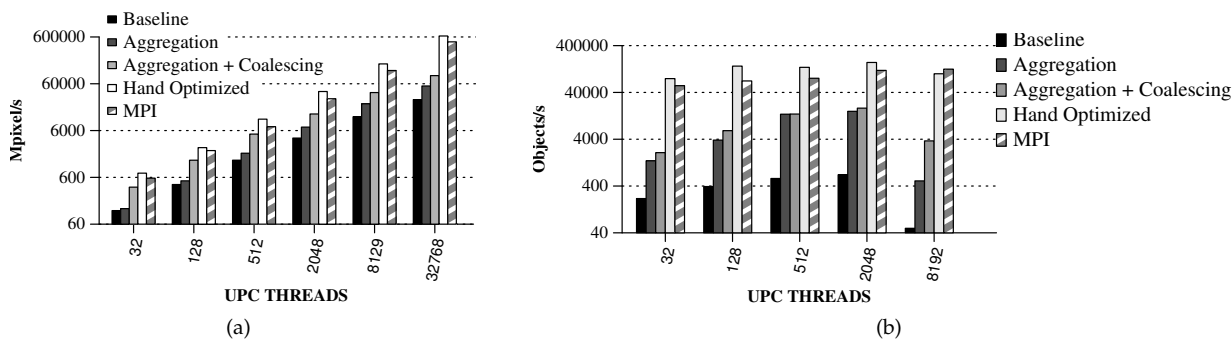 Baseline
Aggregation
Aggregation + Coalescing
Hand Optimized
MPI
600000
60000
6000
600
60
Mpixel/s
32
128
512
2048
8129
32768
UPC THREADS
(a)
Baseline
Aggregation
Aggregation + Coalescing
Hand Optimized
MPI
400000
40000
4000
400
40
Objects/s
32
128
512
2048
8192
UPC THREADS
(b)